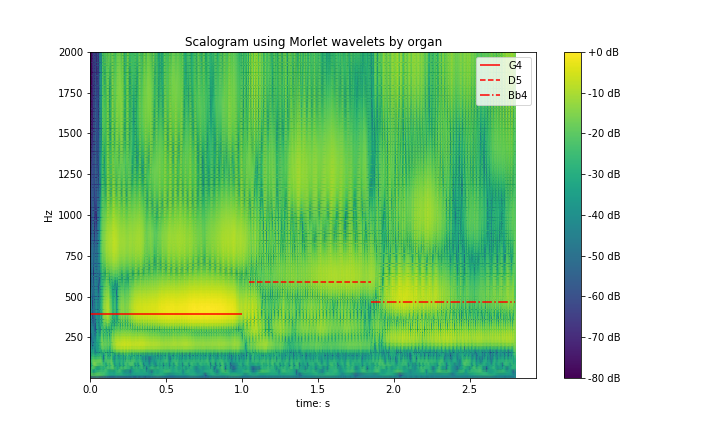 Scalogram using Morlet wavelets by organ
2000
1750
1500
1250
1000
750
500
250
Hz
0.0
0.5
1.0
1.5
2.0
2.5
time: s
G4
D5
Bb4
+0 dB
-10 dB
-20 dB
-30 dB
-40 dB
-50 dB
-60 dB
-70 dB
-80 dB